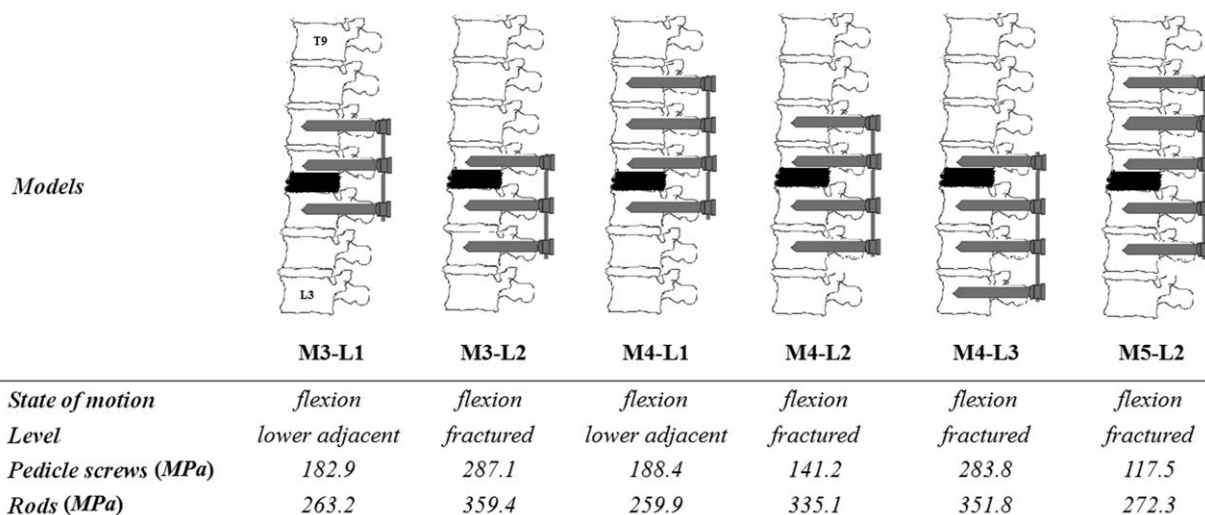 T9
Models
L3
M3-L1 M3-L2 M4-L1 M4-L2 M4-L3 M5-L2
State of motion flexion flexion flexion flexion flexion flexion
Level lower adjacent fractured lower adjacent fractured fractured fractured
Pedicle screws (MPa) 182.9 287.1 188.4 141.2 283.8 117.5
Rods (MPa) 263.2 359.4 259.9 335.1 351.8 272.3